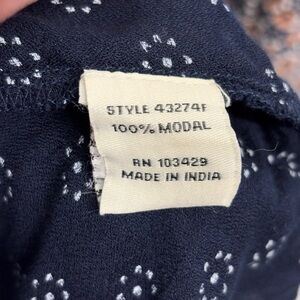 STYLE 43274F
100% MODAL
RN 103429
MADE IN INDIA